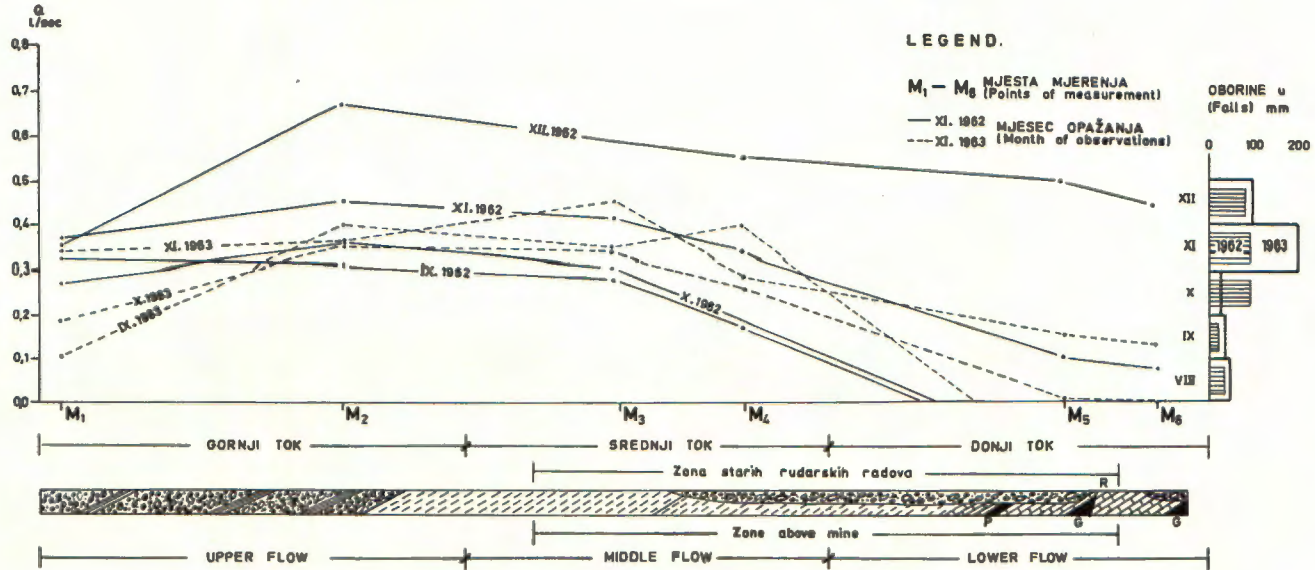 Q
L/sec
0,8
0,7
0,6
0,5
0,4
0,3
0,2
0,1
0,0
XII.1962
XI.1962
XI.1963
IX.1962
X.1962
X.1963
IX.1963
LEGEND.
M₁ – M₆ MJESTA MJERENJA
(Points of measurement)
XI. 1962 MJESEC OPAŽANJA
XI. 1963 (Month of observations)
OBORINE u
(Falls) mm
0 100 200
XII
XI 1962 1963
X
IX
VIII
M₁ M₂ M₃ M₄ M₅ M₆
GORNJI TOK SREDNJI TOK DONJI TOK
Zona starih rudarskih radova
R
P G G
Zone above mine
UPPER FLOW MIDDLE FLOW LOWER FLOW